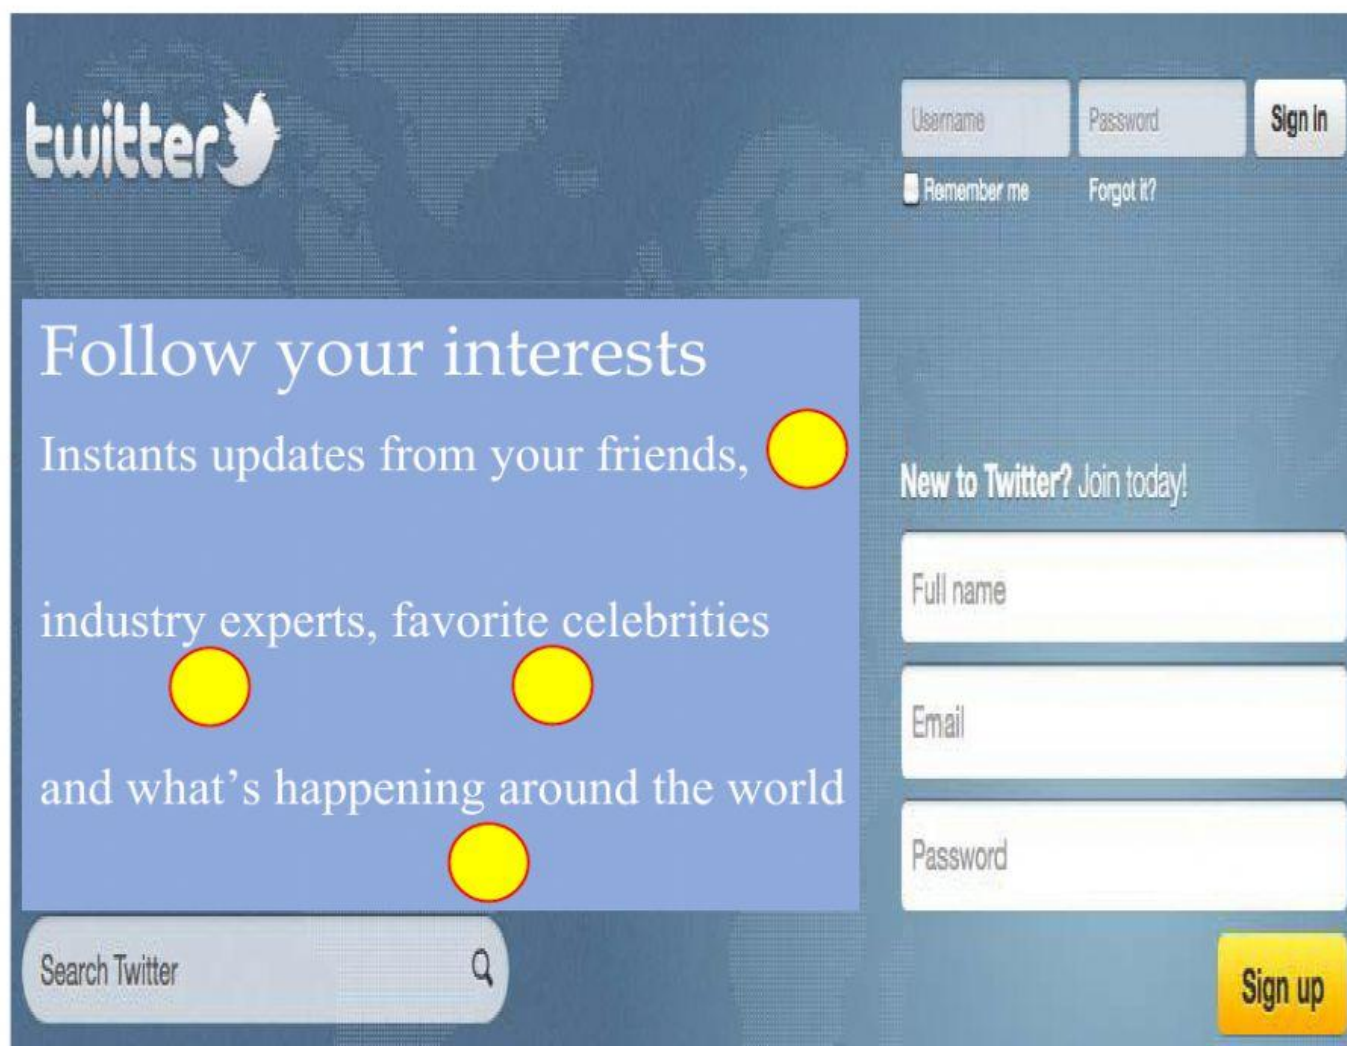 twitter
Username Password Sign in
Remember me Forgot it?
Follow your interests
Instants updates from your friends,
industry experts, favorite celebrities
and what's happening around the world
Search Twitter
New to Twitter? Join today!
Full name
Email
Password
Sign up